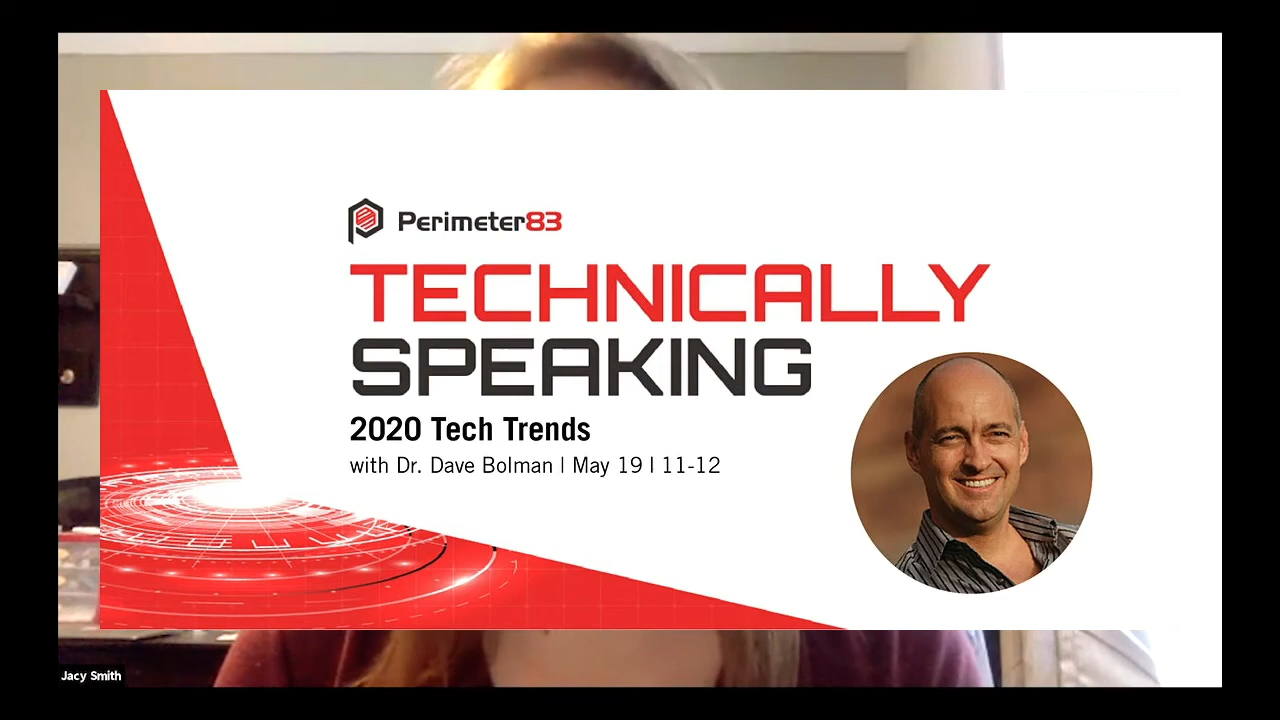 Perimeter83
TECHNICALLY
SPEAKING
2020 Tech Trends
with Dr. Dave Bolman | May 19 | 11-12
Jacy Smith